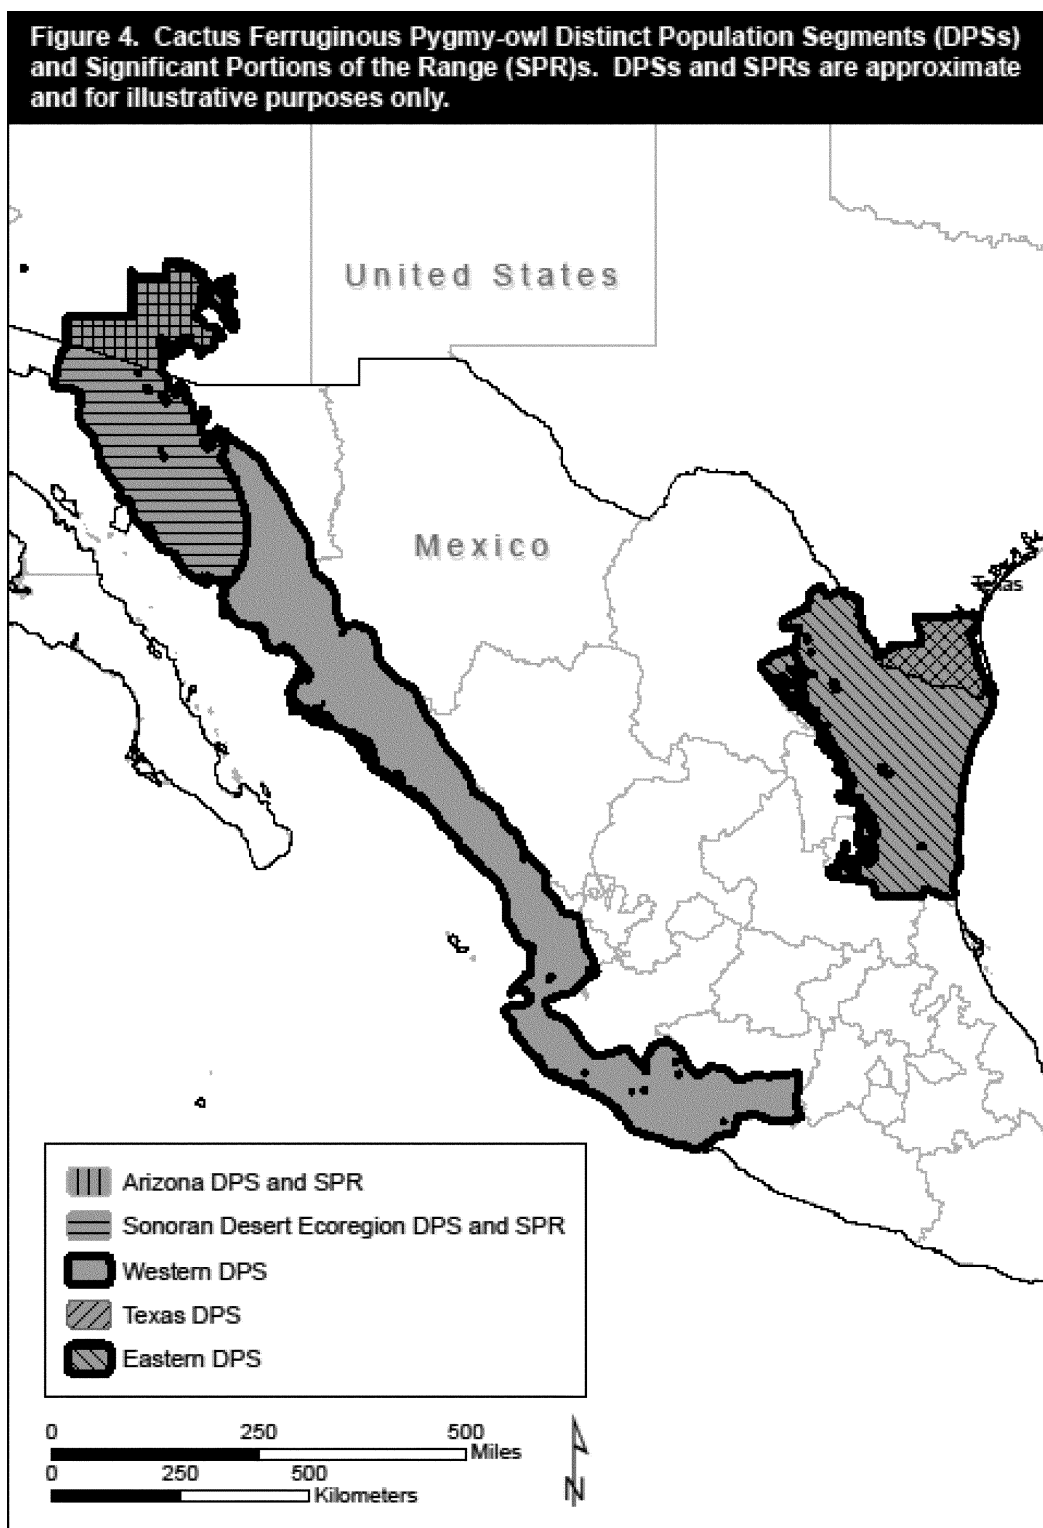 Figure 4. Cactus Ferruginous Pygmy-owl Distinct Population Segments (DPSs)
and Significant Portions of the Range (SPR)s. DPSs and SPRs are approximate
and for illustrative purposes only.
United States
Mexico
Texas
Arizona DPS and SPR
Sonoran Desert Ecoregion DPS and SPR
Western DPS
Texas DPS
Eastern DPS
0 250 500
Miles
0 250 500
Kilometers
N